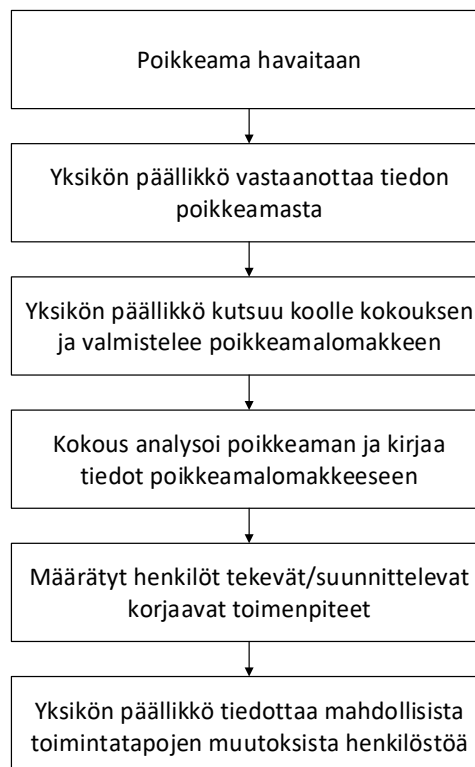 Poikkeama havaitaan
Yksikön päällikkö vastaanottaa tiedon
poikkeamasta
Yksikön päällikkö kutsuu koolle kokouksen
ja valmistelee poikkeamalomakkeen
Kokous analysoi poikkeaman ja kirjaa
tiedot poikkeamalomakkeeseen
Määrätyt henkilöt tekevät/suunnittelevat
korjaavat toimenpiteet
Yksikön päällikkö tiedottaa mahdollisista
toimintatapojen muutoksista henkilöstöä